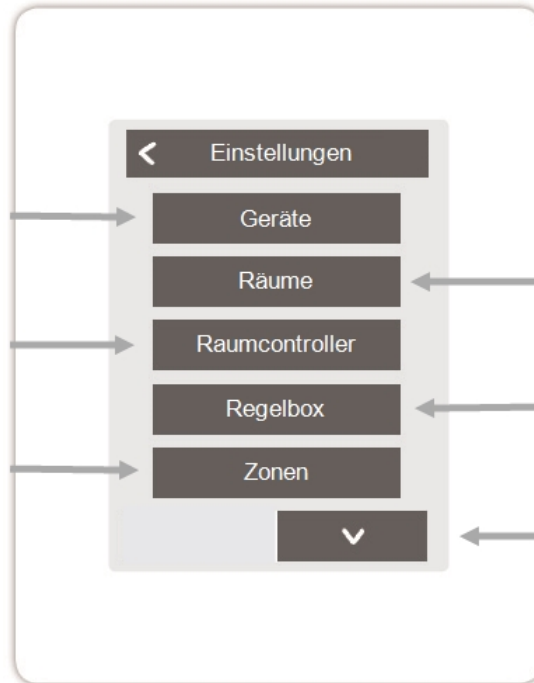 Einstellungen
Geräte
Räume
Raumcontroller
Regelbox
Zonen